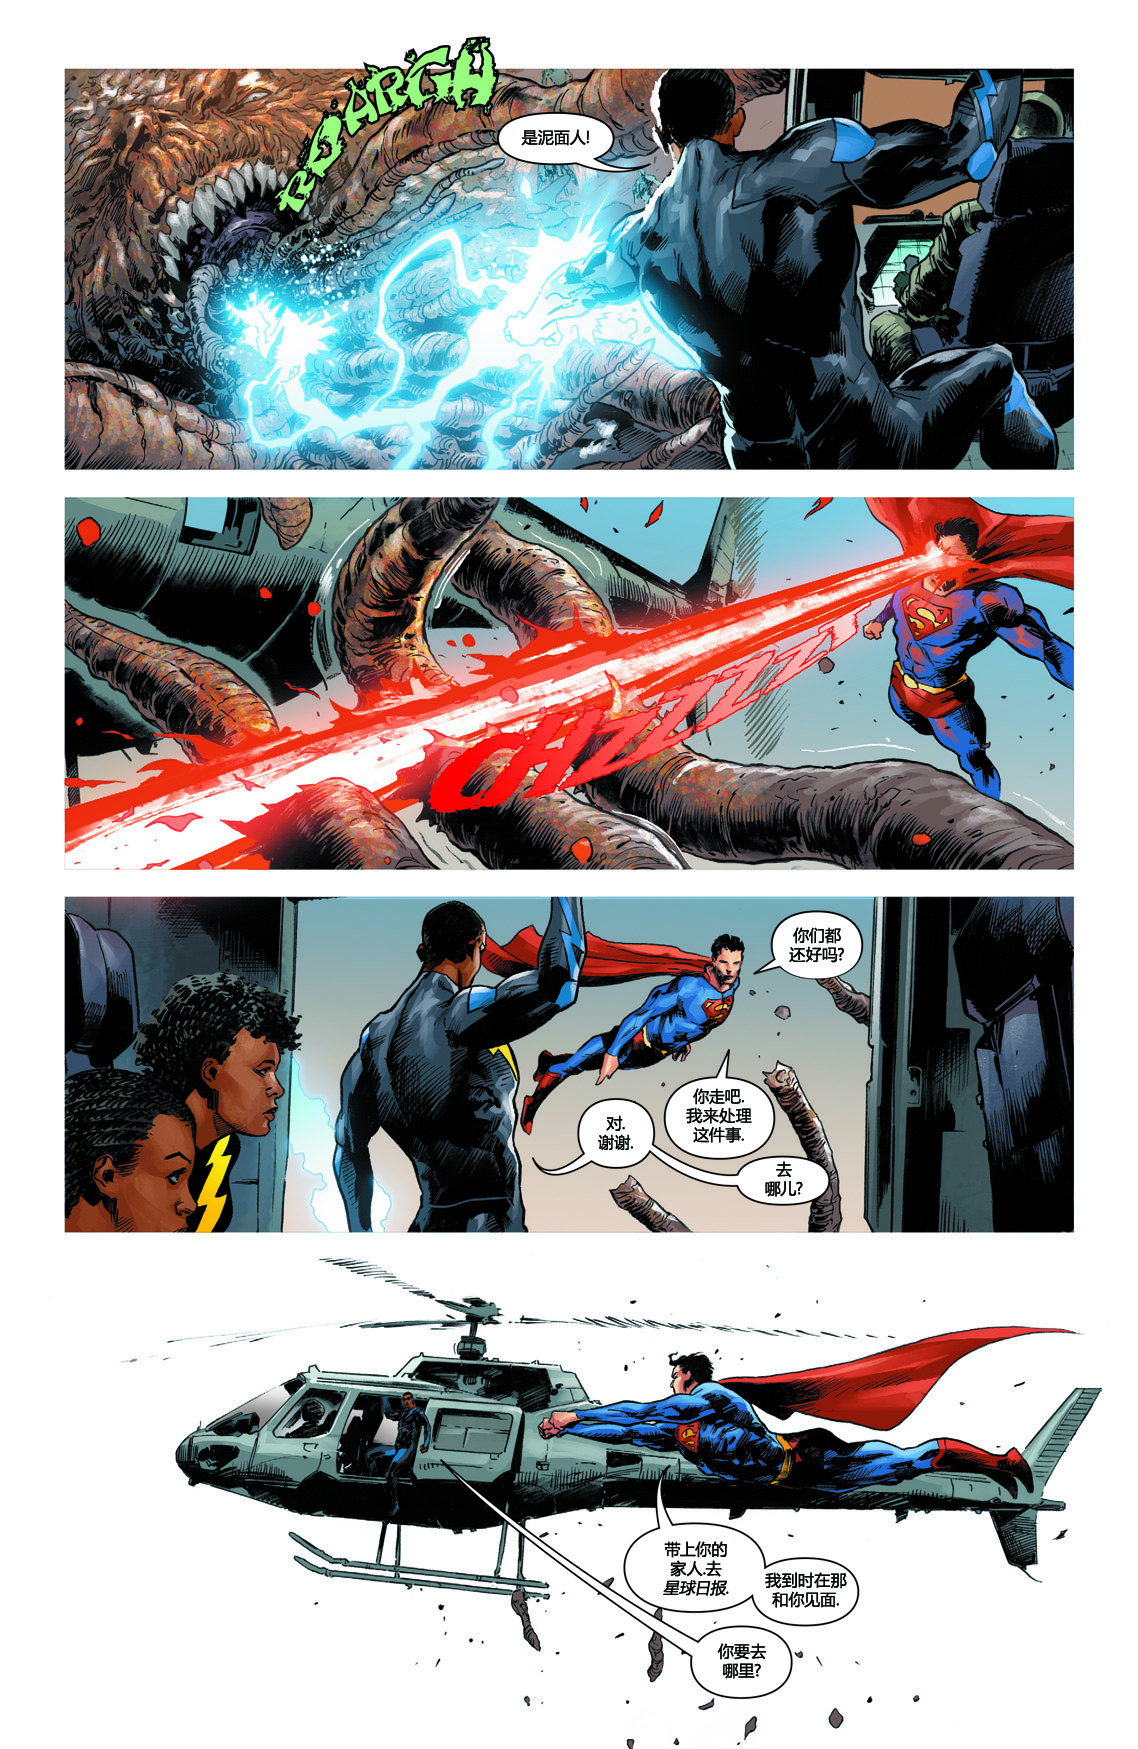 ROARGH
是泥面人!
CHZZZZZT
你们都
还好吗?
你走吧.
我来处理
这件事.
对.
谢谢.
去
哪儿?
带上你的
家人.去
星球日报.
我到时在那
和你见面.
你要去
哪里?